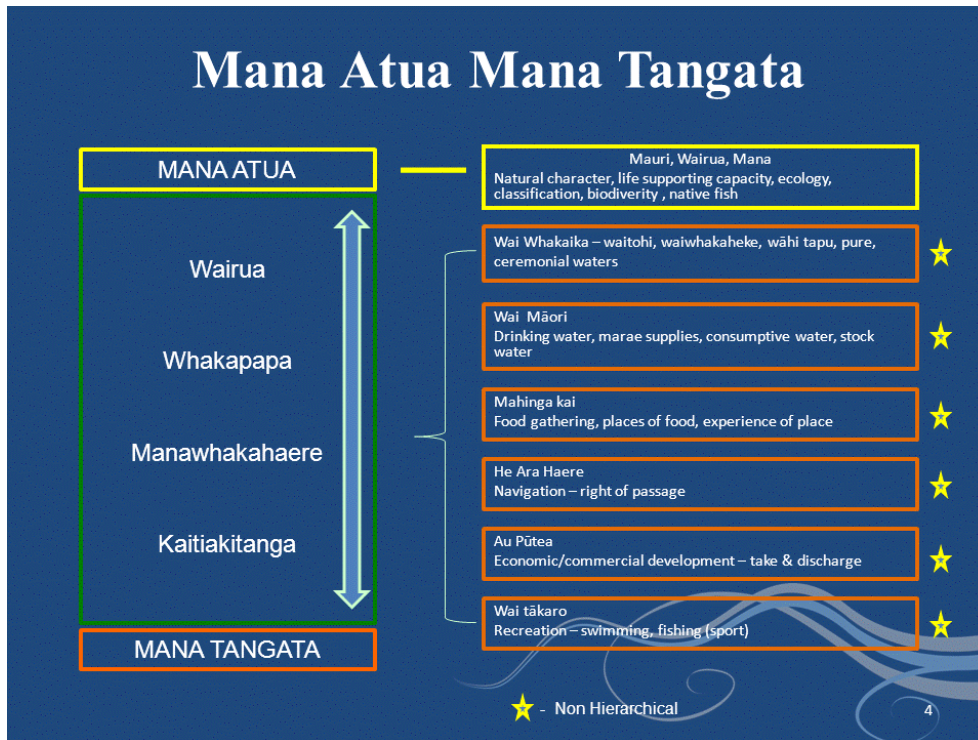 Mana Atua Mana Tangata
MANA ATUA
Wairua
Whakapapa
Manawhakahaere
Kaitiakitanga
MANA TANGATA
Mauri, Wairua, Mana
Natural character, life supporting capacity, ecology,
classification, biodiverity , native fish
Wai Whakaika – waitohi, waiwhakaheke, wāhi tapu, pure,
ceremonial waters
Wai Māori
Drinking water, marae supplies, consumptive water, stock
water
Mahinga kai
Food gathering, places of food, experience of place
He Ara Haere
Navigation – right of passage
Au Pūtea
Economic/commercial development – take & discharge
Wai tākaro
Recreation – swimming, fishing (sport)
- Non Hierarchical
4